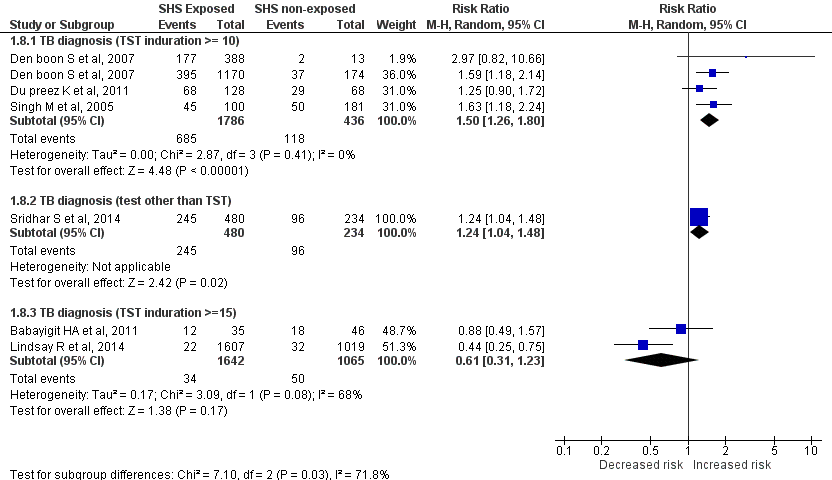 SHS Exposed SHS non-exposed Risk Ratio Risk Ratio
Study or Subgroup Events Total Events Total Weight M-H, Random, 95% CI M-H, Random, 95% CI
1.8.1 TB diagnosis (TST induration >= 10)
Den boon S et al, 2007 177 388 2 13 1.9% 2.97 [0.82, 10.66]
Den boon S et al, 2007 395 1170 37 174 36.0% 1.59 [1.18, 2.14]
Du preez K et al, 2011 68 128 29 68 31.0% 1.25 [0.90, 1.72]
Singh M et al, 2005 45 100 50 181 31.0% 1.63 [1.18, 2.24]
Subtotal (95% CI) 1786 436 100.0% 1.50 [1.26, 1.80]
Total events 685 118
Heterogeneity: Tau² = 0.00; Chi² = 2.87, df = 3 (P = 0.41); I² = 0%
Test for overall effect: Z = 4.48 (P < 0.00001)
1.8.2 TB diagnosis (test other than TST)
Sridhar S et al, 2014 245 480 96 234 100.0% 1.24 [1.04, 1.48]
Subtotal (95% CI) 480 234 100.0% 1.24 [1.04, 1.48]
Total events 245 96
Heterogeneity: Not applicable
Test for overall effect: Z = 2.42 (P = 0.02)
1.8.3 TB diagnosis (TST induration >=15)
Babayigit HA et al, 2011 12 35 18 46 48.7% 0.88 [0.49, 1.57]
Lindsay R et al, 2014 22 1607 32 1019 51.3% 0.44 [0.25, 0.75]
Subtotal (95% CI) 1642 1065 100.0% 0.61 [0.31, 1.23]
Total events 34 50
Heterogeneity: Tau² = 0.17; Chi² = 3.09, df = 1 (P = 0.08); I² = 68%
Test for overall effect: Z = 1.38 (P = 0.17)
0.1 0.2 0.5 1 2 5 10
Decreased risk Increased risk
Test for subgroup differences: Chi² = 7.10, df = 2 (P = 0.03), I² = 71.8%